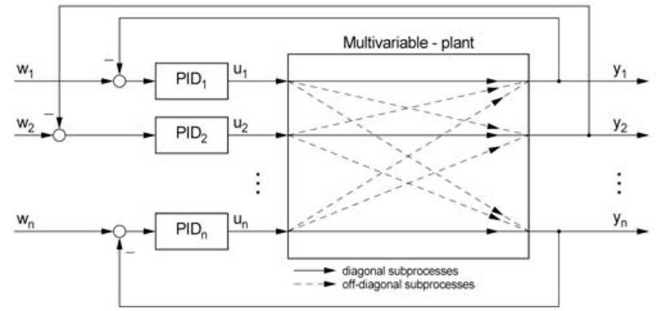 Multivariable - plant
w1 – PID1 u1 y1
w2 – PID2 u2 y2
⋮ ⋮
wn – PIDn un yn
diagonal subprocesses
off-diagonal subprocesses